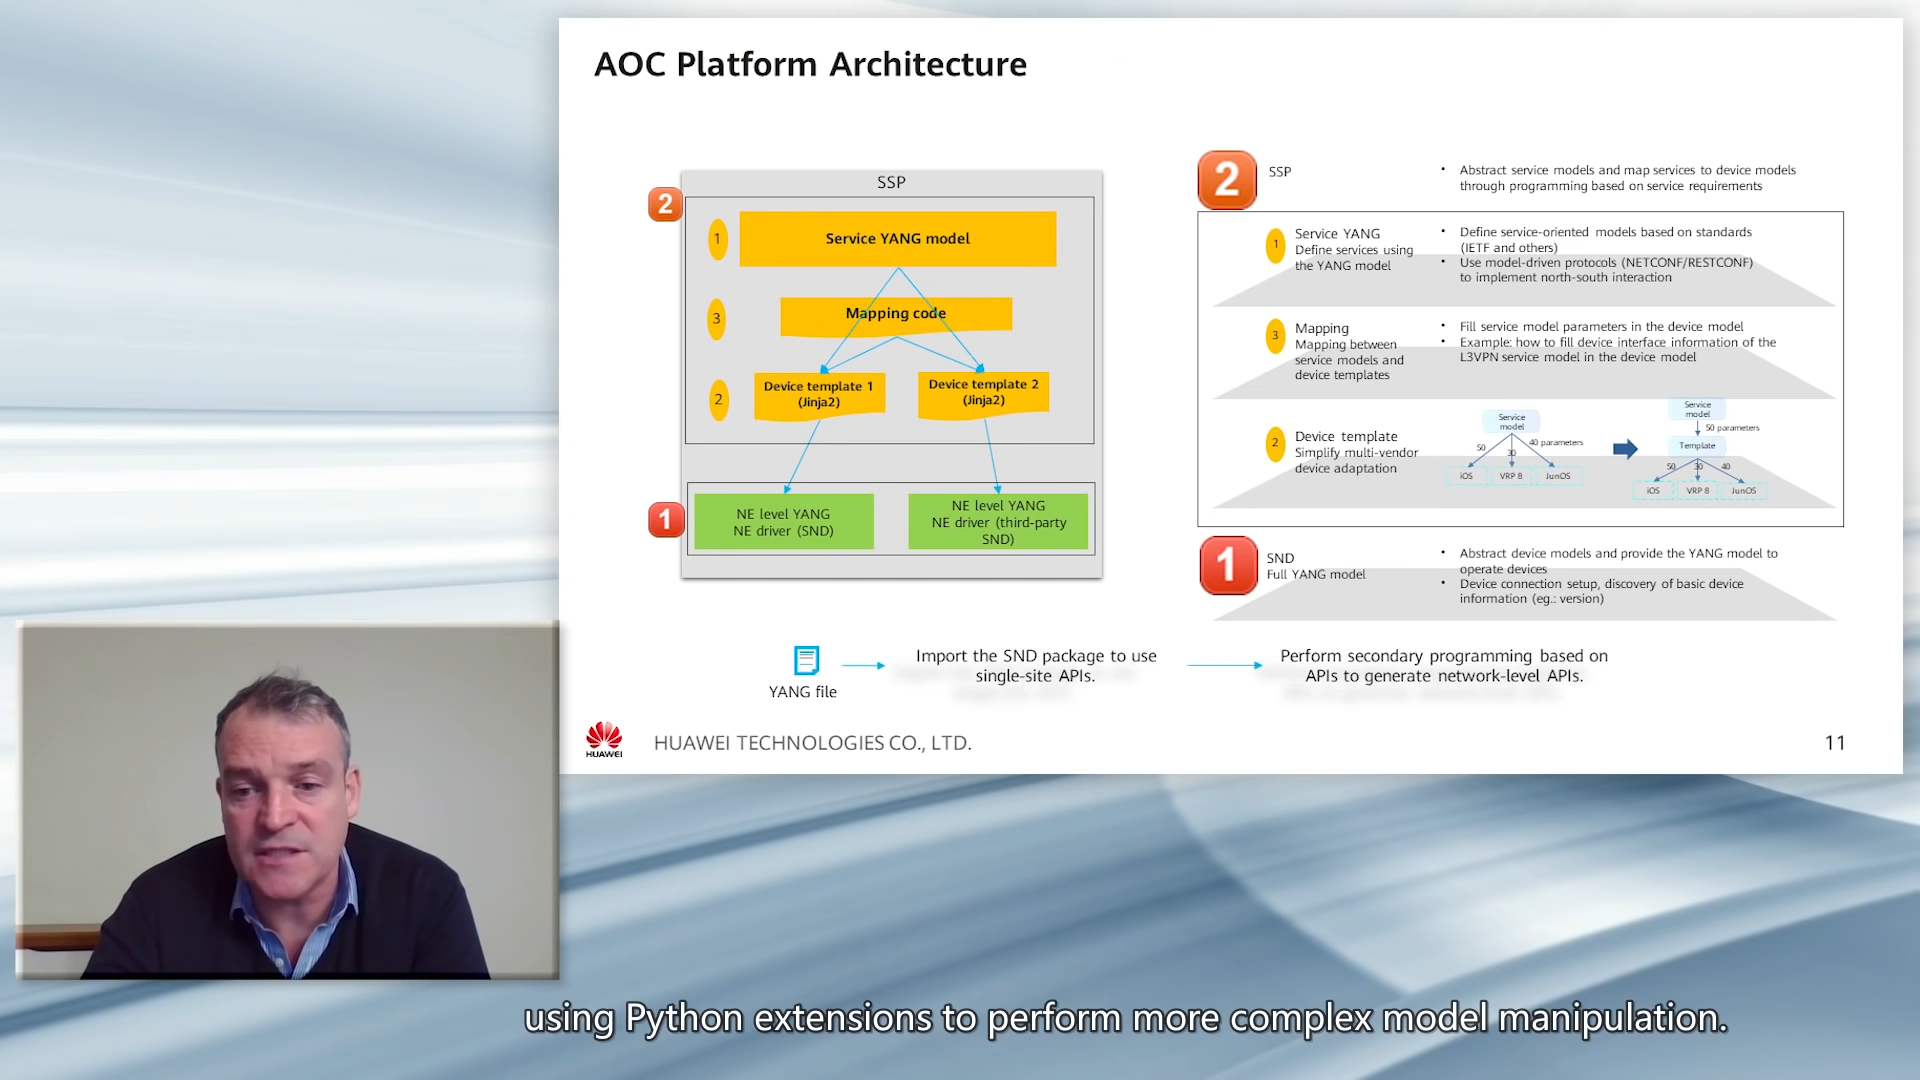 AOC Platform Architecture
SSP
2
1
Service YANG model
3
Mapping code
2
Device template 1
(Jinja2)
Device template 2
(Jinja2)
1
NE level YANG
NE driver (SND)
NE level YANG
NE driver (third-party
SND)
2
SSP
• Abstract service models and map services to device models
through programming based on service requirements
1
Service YANG
Define services using
the YANG model
• Define service-oriented models based on standards
(IETF and others)
• Use model-driven protocols (NETCONF/RESTCONF)
to implement north-south interaction
3
Mapping
Mapping between
service models and
device templates
• Fill service model parameters in the device model
• Example: how to fill device interface information of the
L3VPN service model in the device model
2
Device template
Simplify multi-vendor
device adaptation
Service
model
50
30
40 parameters
iOS
VRP 8
JunOS
Service
model
50 parameters
Template
50
30
40
iOS
VRP 8
JunOS
1
SND
Full YANG model
• Abstract device models and provide the YANG model to
operate devices
• Device connection setup, discovery of basic device
information (eg.: version)
YANG file
Import the SND package to use
single-site APIs.
Perform secondary programming based on
APIs to generate network-level APIs.
HUAWEI
HUAWEI TECHNOLOGIES CO., LTD.
11
using Python extensions to perform more complex model manipulation.